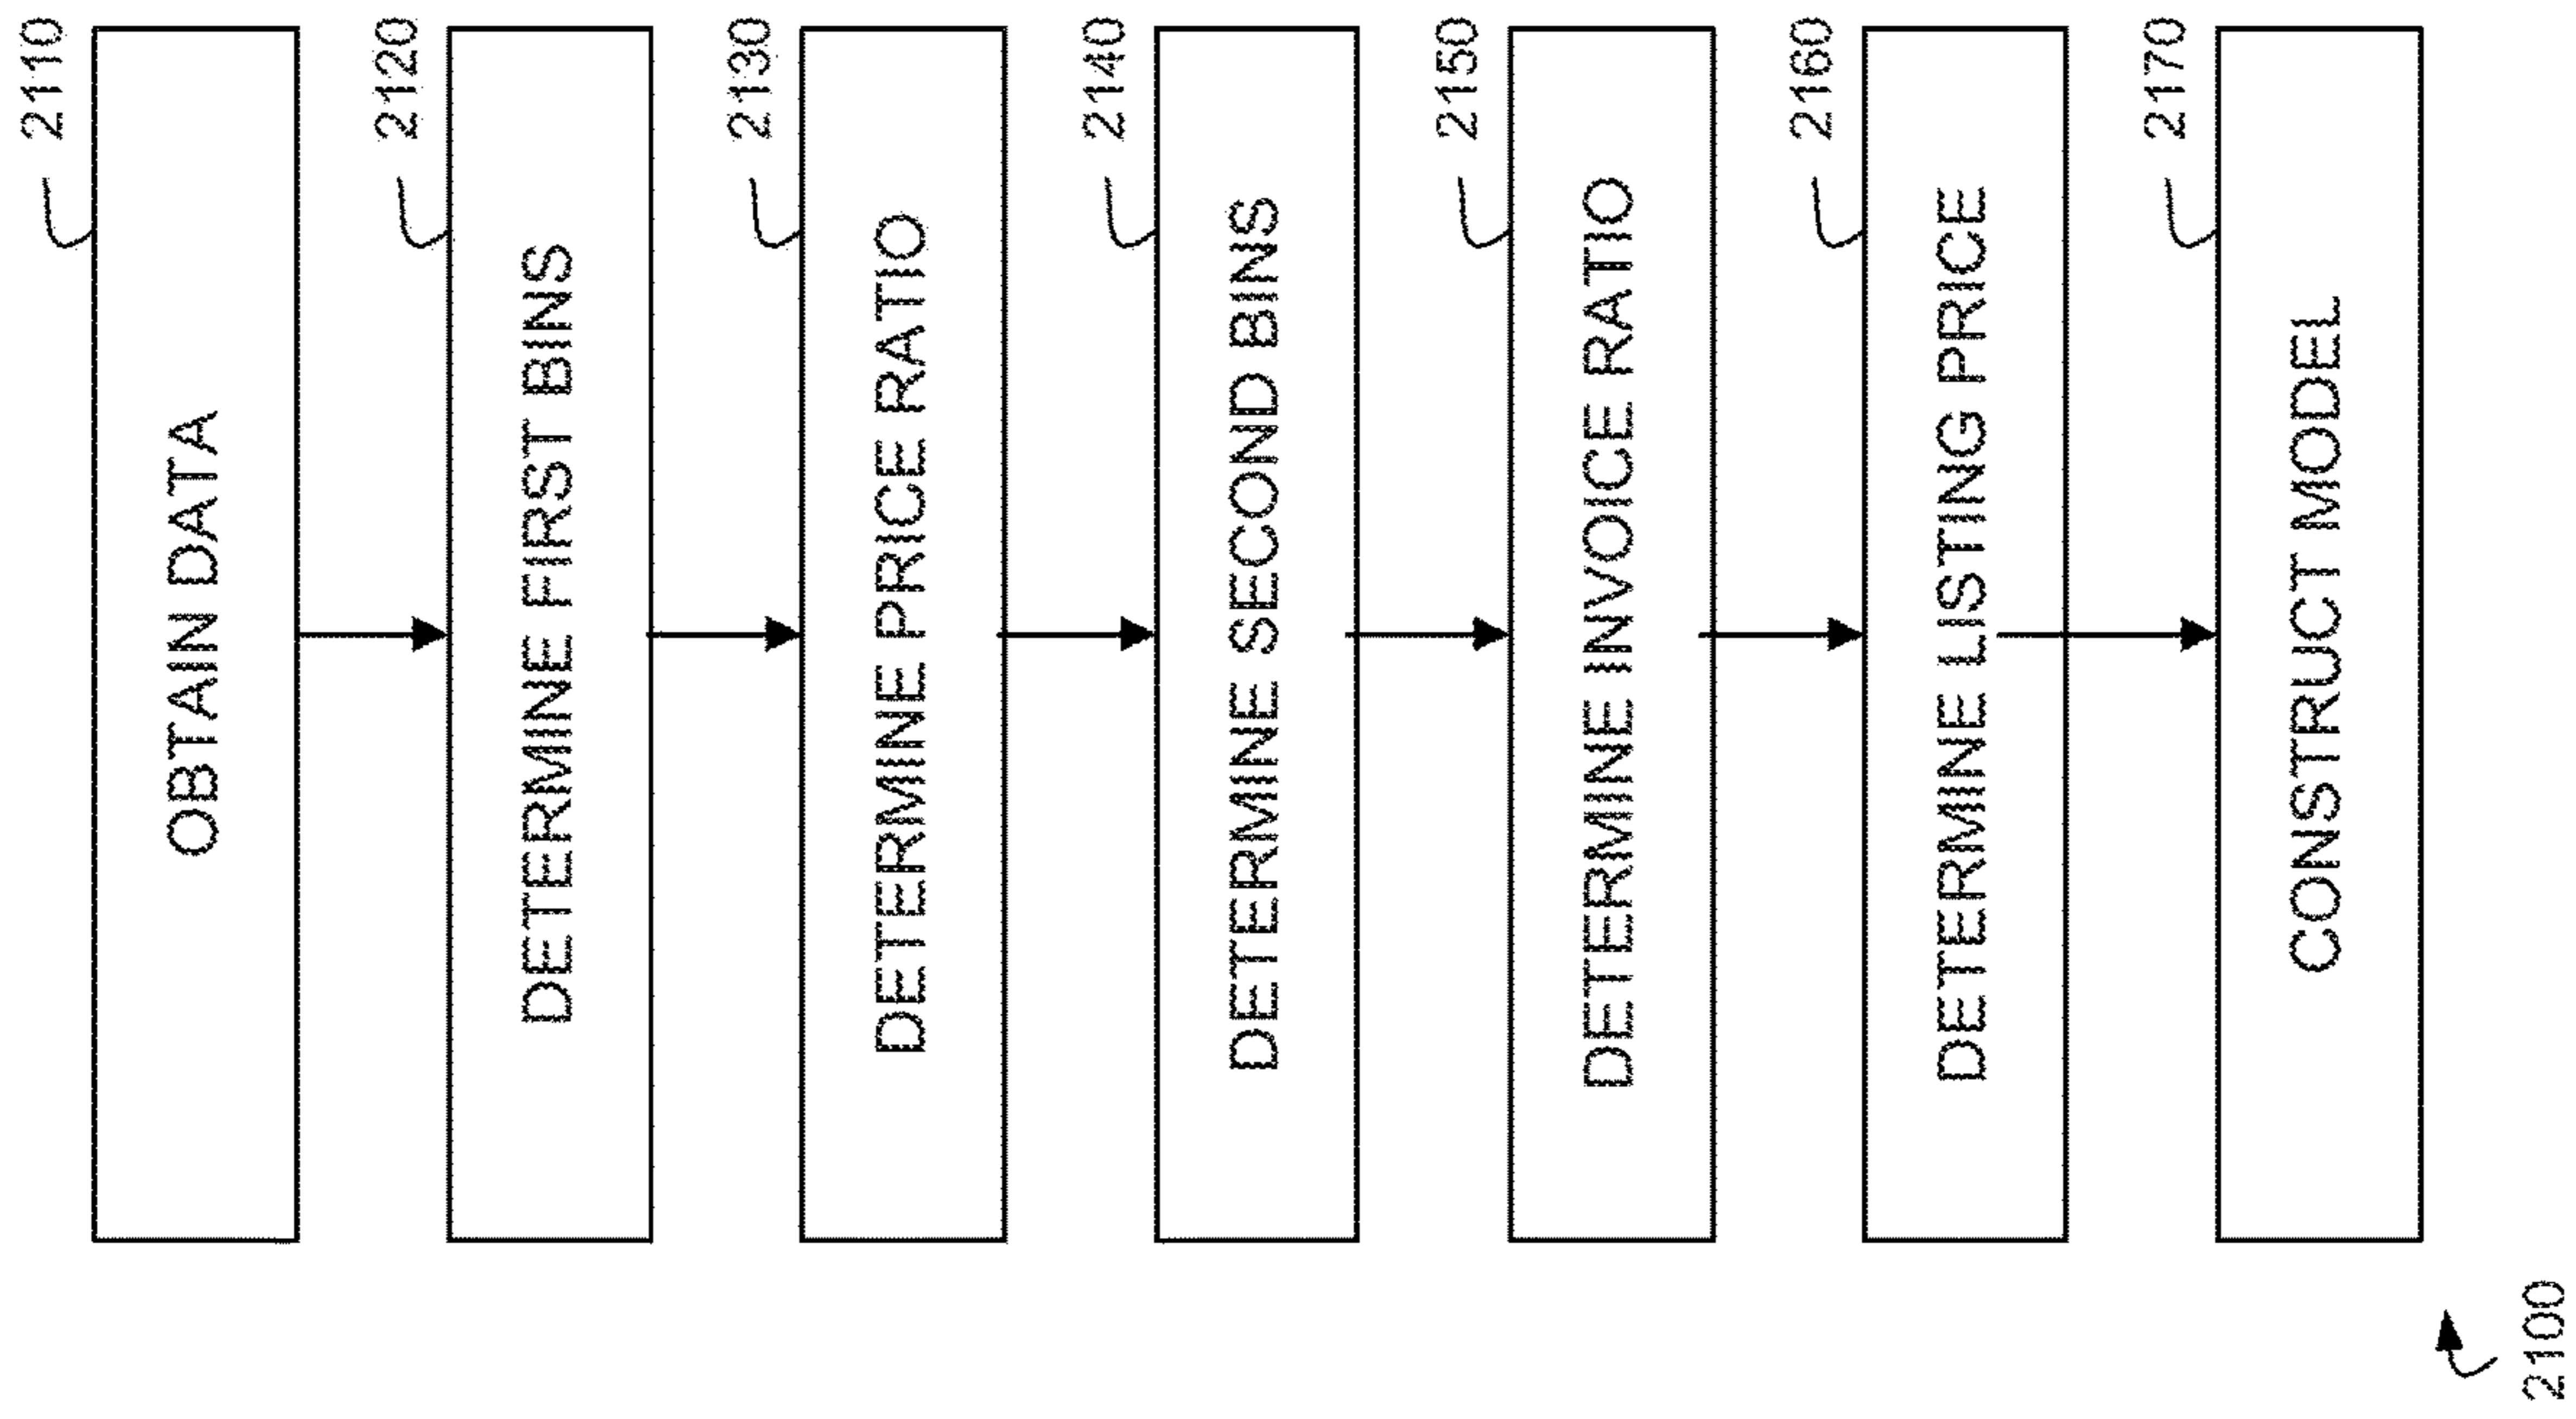 2110
OBTAIN DATA
2120
DETERMINE FIRST BINS
2130
DETERMINE PRICE RATIO
2140
DETERMINE SECOND BINS
2150
DETERMINE INVOICE RATIO
2160
DETERMINE LISTING PRICE
2170
CONSTRUCT MODEL
2100